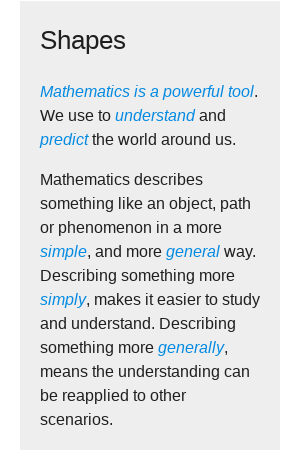 Shapes
Mathematics is a powerful tool.
We use to understand and
predict the world around us.
Mathematics describes
something like an object, path
or phenomenon in a more
simple, and more general way.
Describing something more
simply, makes it easier to study
and understand. Describing
something more generally,
means the understanding can
be reapplied to other
scenarios.